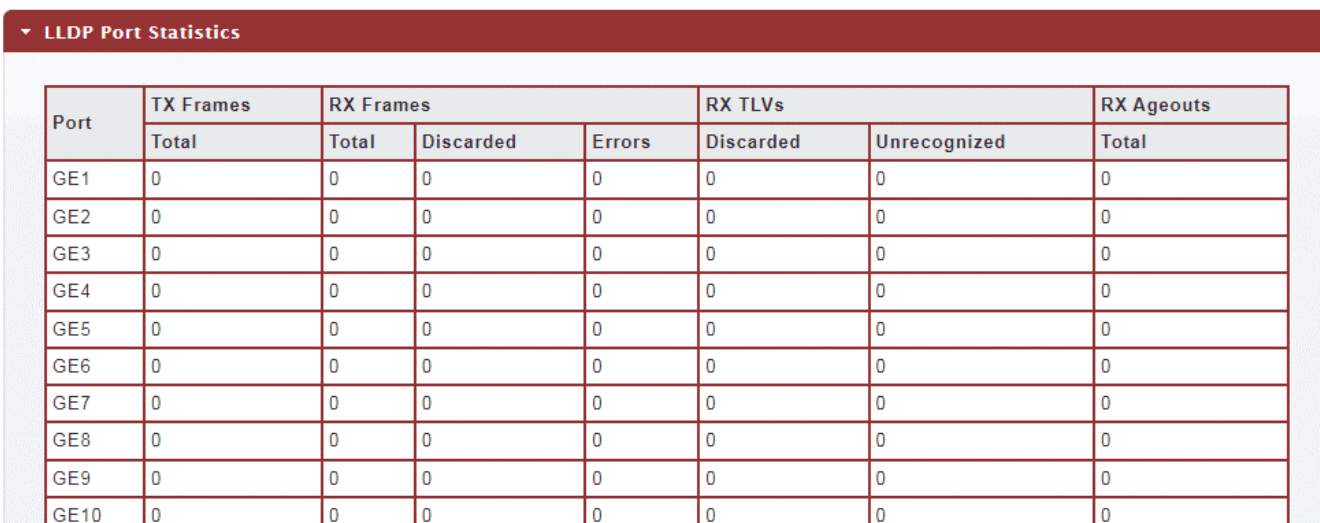 LLDP Port Statistics
Port TX Frames RX Frames RX TLVs RX Ageouts
Total Total Discarded Errors Discarded Unrecognized Total
GE1 0 0 0 0 0 0 0
GE2 0 0 0 0 0 0 0
GE3 0 0 0 0 0 0 0
GE4 0 0 0 0 0 0 0
GE5 0 0 0 0 0 0 0
GE6 0 0 0 0 0 0 0
GE7 0 0 0 0 0 0 0
GE8 0 0 0 0 0 0 0
GE9 0 0 0 0 0 0 0
GE10 0 0 0 0 0 0 0